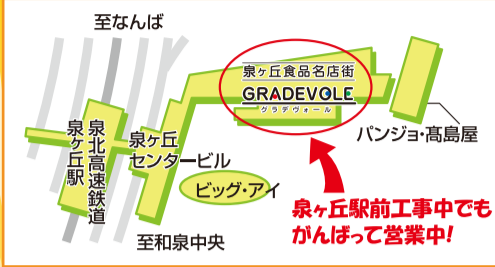 至なんば
泉ヶ丘食品名店街
GRADEVOLE
グラデヴォール
泉北高速鉄道
泉ヶ丘駅
泉ヶ丘
センタービル
パンジョ・髙島屋
ビッグ・アイ
泉ヶ丘駅前工事中でも
がんばって営業中!
至和泉中央